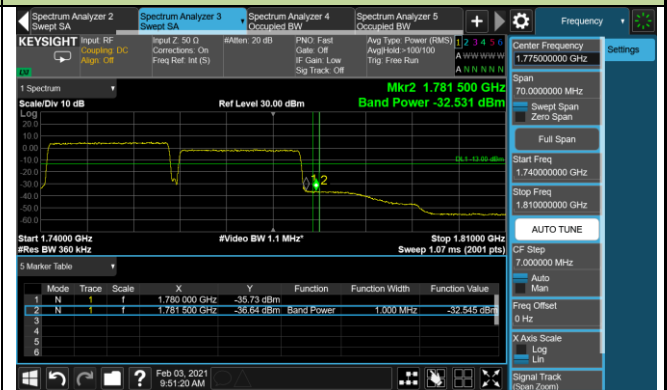 Spectrum Analyzer 2
Swept SA
Spectrum Analyzer 3
Swept SA
Spectrum Analyzer 4
Occupied BW
Spectrum Analyzer 5
Occupied BW
Frequency
KEYSIGHT
Input: RF
Coupling: DC
Align: Off
Input Z: 50 Ω
Corrections: On
Freq Ref: Int (S)
#Atten: 20 dB
PNO: Fast
Gate: Off
IF Gain: Low
Sig Track: Off
Avg Type: Power (RMS)
Avg|Hold:>100/100
Trig: Free Run
1 2 3 4 5 6
A W W W W W
A N N N N N
1 Spectrum
Scale/Div 10 dB
Ref Level 30.00 dBm
Mkr2 1.781 500 GHz
Band Power -32.531 dBm
Log
20.0
10.0
0.00
-10.0
-20.0
-30.0
-40.0
-50.0
-60.0
DL1 -13.00 dBm
1 2
Start 1.74000 GHz
#Res BW 360 kHz
#Video BW 1.1 MHz*
Stop 1.81000 GHz
Sweep 1.07 ms (2001 pts)
5 Marker Table
Mode Trace Scale X Y Function Function Width Function Value
1 N 1 f 1.780 000 GHz -35.73 dBm
2 N 1 f 1.781 500 GHz -36.64 dBm Band Power 1.000 MHz -32.545 dBm
3
4
5
6
Feb 03, 2021
9:51:20 AM
Center Frequency
1.775000000 GHz
Settings
Span
70.0000000 MHz
Swept Span
Zero Span
Full Span
Start Freq
1.740000000 GHz
Stop Freq
1.810000000 GHz
AUTO TUNE
CF Step
7.000000 MHz
Auto
Man
Freq Offset
0 Hz
X Axis Scale
Log
Lin
Signal Track
(Span Zoom)